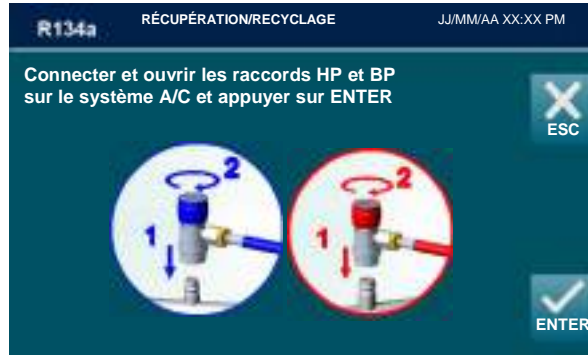 R134a RÉCUPÉRATION/RECYCLAGE JJ/MM/AA XX:XX PM
Connecter et ouvrir les raccords HP et BP
sur le système A/C et appuyer sur ENTER
ESC
2 2
1 1
ENTER